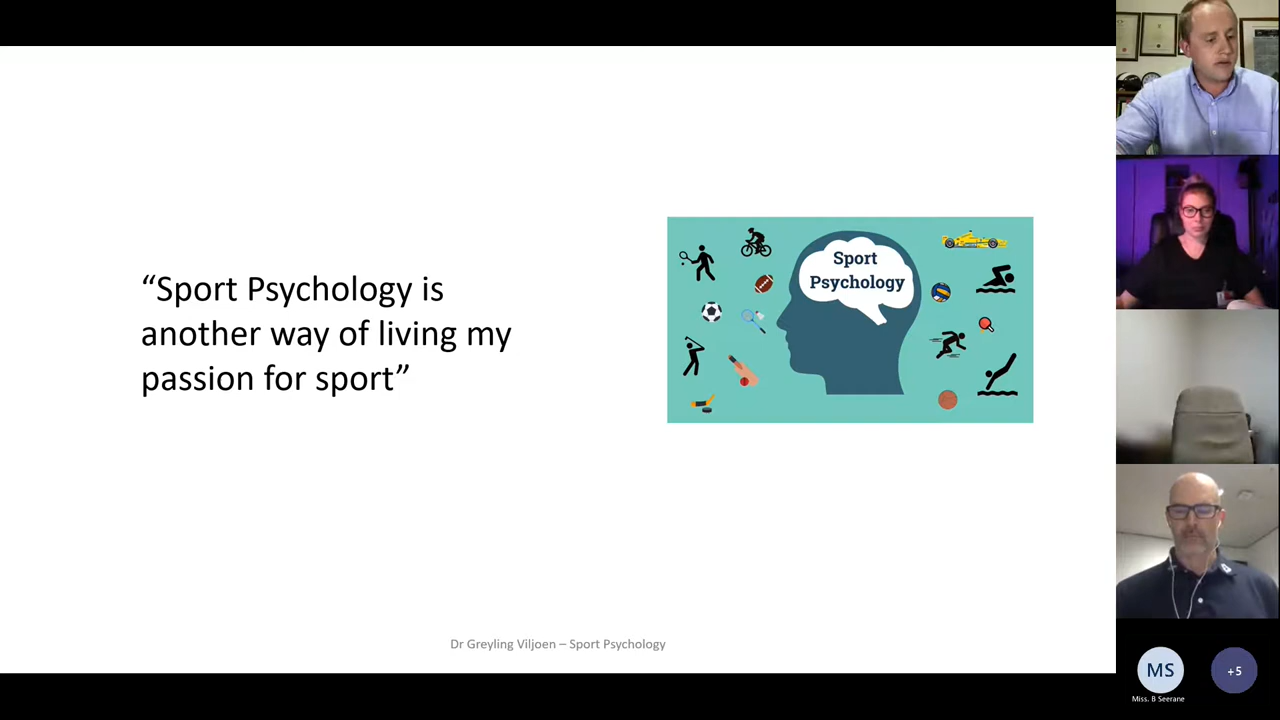 “Sport Psychology is
another way of living my
passion for sport”
Sport
Psychology
Dr Greyling Viljoen – Sport Psychology
MS
Miss. B Seerane
+5